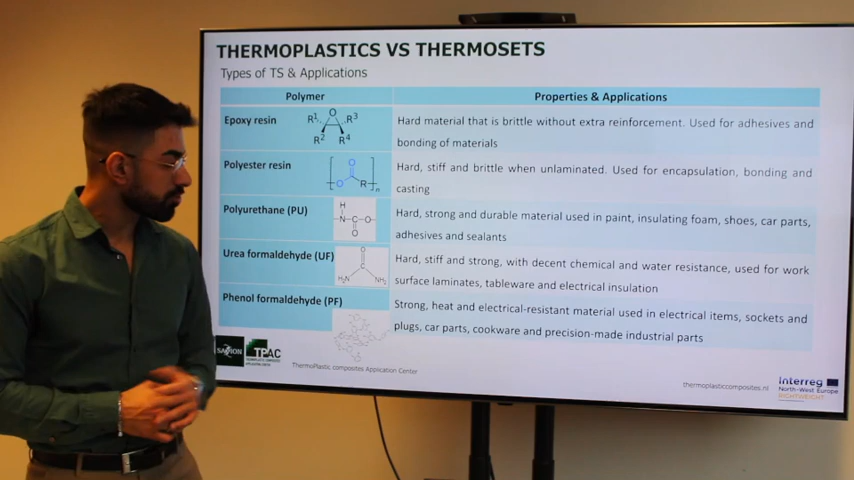 THERMOPLASTICS VS THERMOSETS
Types of TS & Applications
Polymer
Properties & Applications
Epoxy resin
R¹ O R³
R² R⁴
Hard material that is brittle without extra reinforcement. Used for adhesives and
bonding of materials
Polyester resin
O
O R n
Hard, stiff and brittle when unlaminated. Used for encapsulation, bonding and
casting
Polyurethane (PU)
H
N-C-O
O
Hard, strong and durable material used in paint, insulating foam, shoes, car parts,
adhesives and sealants
Urea formaldehyde (UF)
O
C
H₂N NH₂
Hard, stiff and strong, with decent chemical and water resistance, used for work
surface laminates, tableware and electrical insulation
Phenol formaldehyde (PF)
Strong, heat and electrical-resistant material used in electrical items, sockets and
plugs, car parts, cookware and precision-made industrial parts
SAXION
TPAC
ThermoPlastic composites Application Center
thermoplasticcomposites.nl
Interreg
North-West Europe